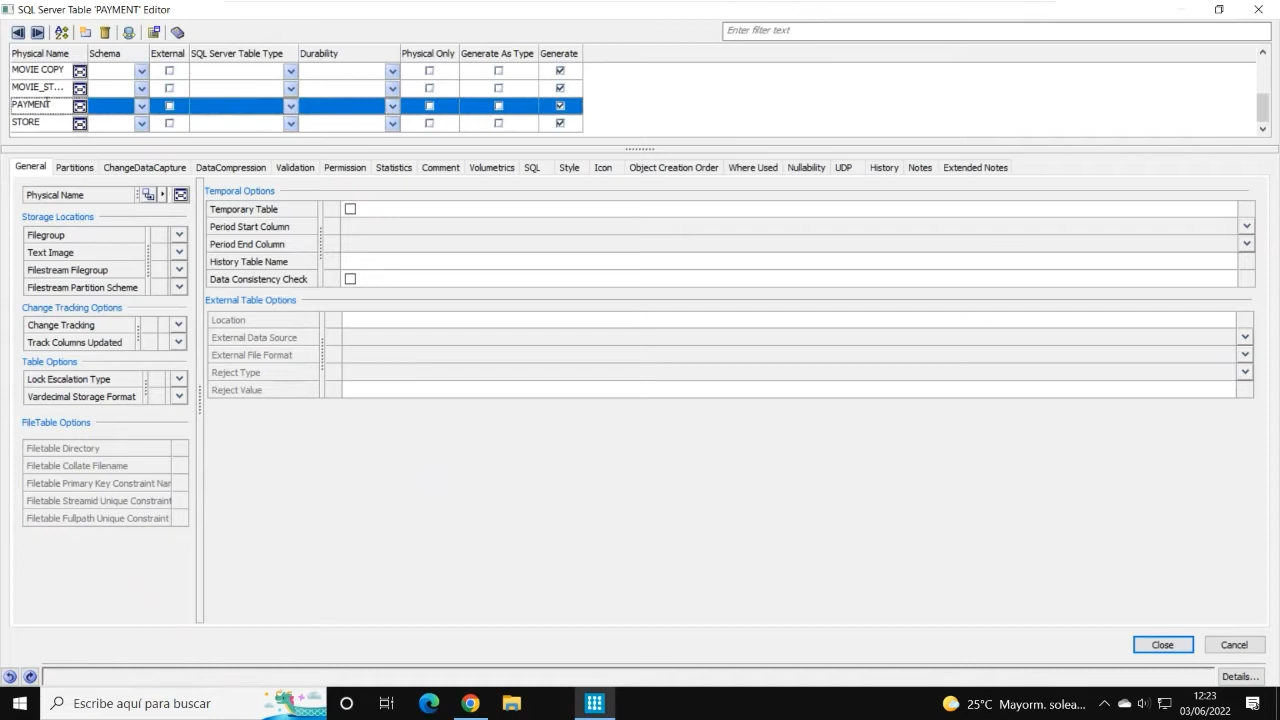 SQL Server Table 'PAYMENT' Editor
Enter filter text
Physical Name Schema External SQL Server Table Type Durability Physical Only Generate As Type Generate
MOVIE COPY
MOVIE_ST...
PAYMENT
STORE
General Partitions ChangeDataCapture DataCompression Validation Permission Statistics Comment Volumetrics SQL Style Icon Object Creation Order Where Used Nullability UDP History Notes Extended Notes
Physical Name
Storage Locations
Filegroup
Text Image
Filestream Filegroup
Filestream Partition Scheme
Change Tracking Options
Change Tracking
Track Columns Updated
Table Options
Lock Escalation Type
Vardecimal Storage Format
FileTable Options
Filetable Directory
Filetable Collate Filename
Filetable Primary Key Constraint Nar
Filetable Streamid Unique Constraint
Filetable Fullpath Unique Constraint
Temporal Options
Temporary Table
Period Start Column
Period End Column
History Table Name
Data Consistency Check
External Table Options
Location
External Data Source
External File Format
Reject Type
Reject Value
Close Cancel
Details...
Escribe aquí para buscar
25°C Mayorm. solea...
12:23
03/06/2022